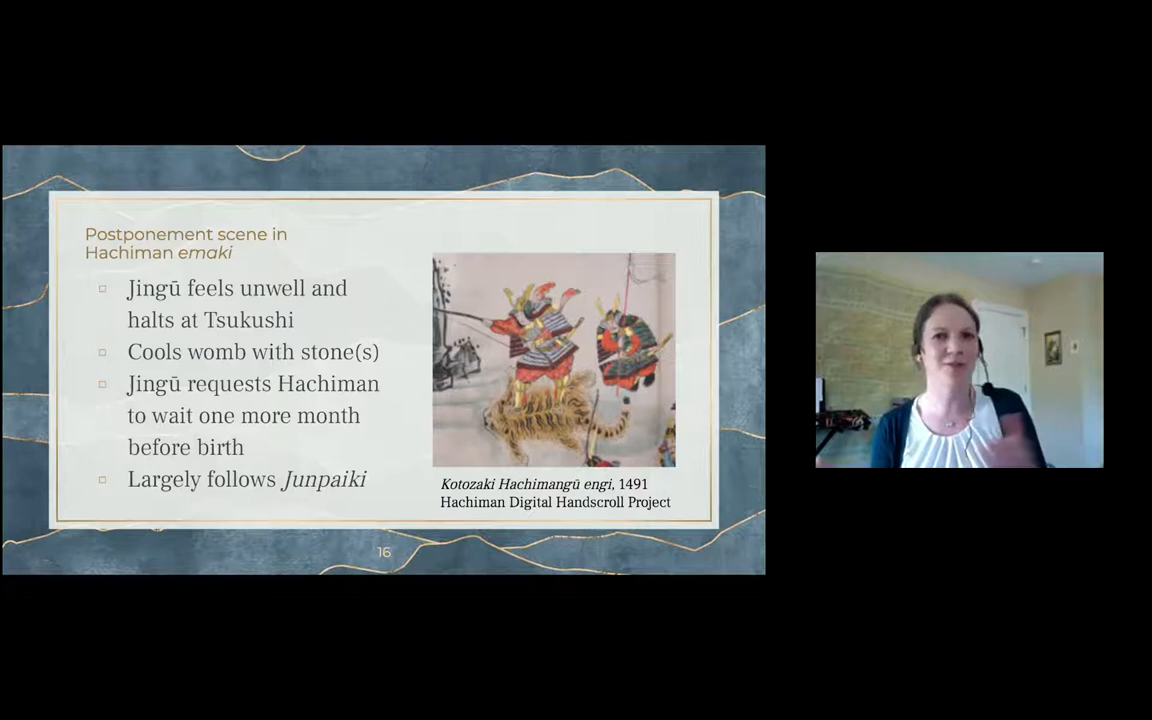 Postponement scene in
Hachiman emaki
Jingū feels unwell and
halts at Tsukushi
Cools womb with stone(s)
Jingū requests Hachiman
to wait one more month
before birth
Largely follows Junpaiki
Kotozaki Hachimangū engi, 1491
Hachiman Digital Handscroll Project
16